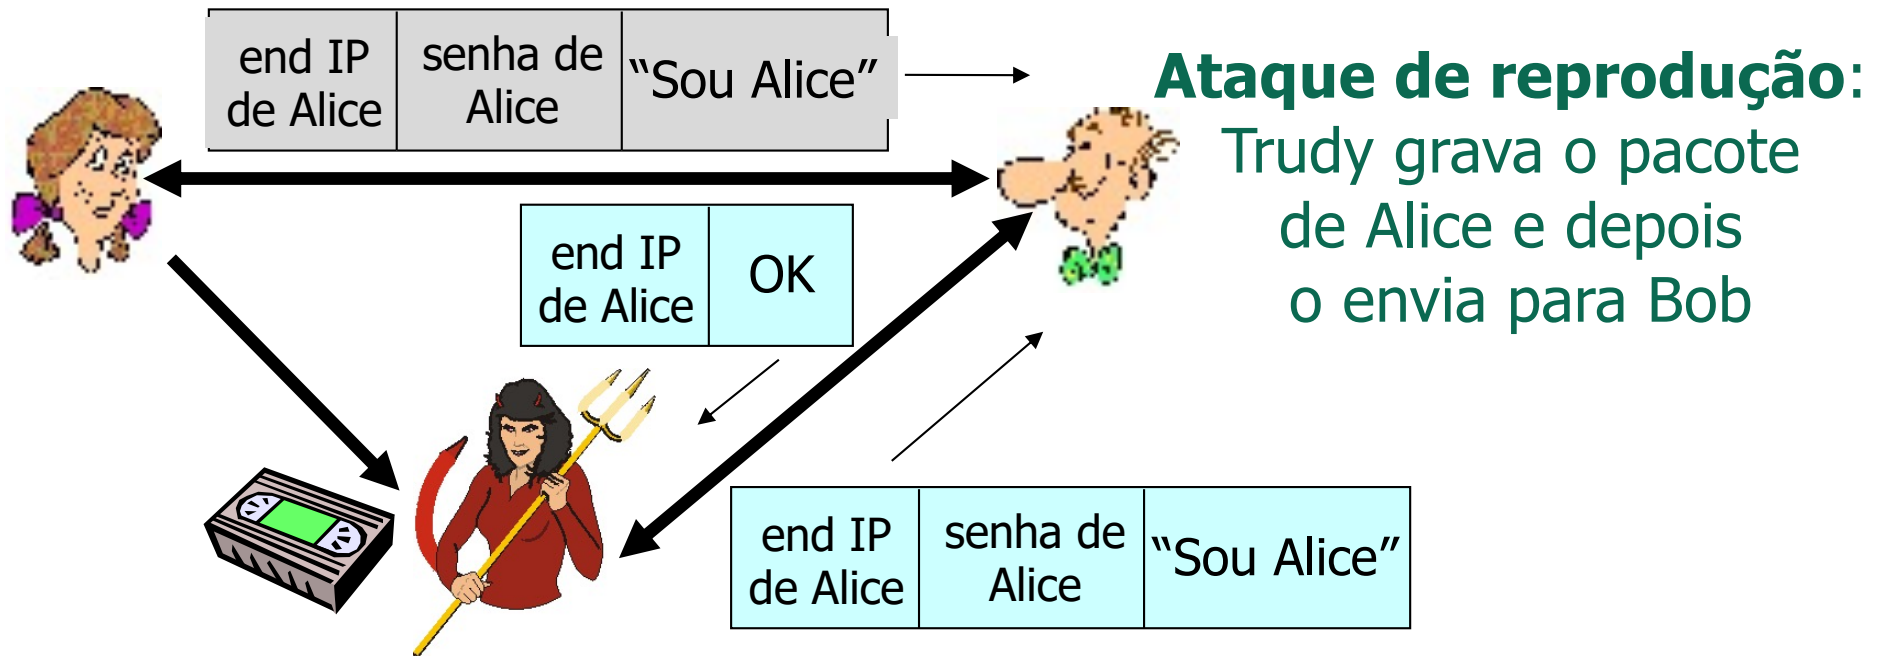 end IP
de Alice
senha de
Alice
“Sou Alice”
Ataque de reprodução:
Trudy grava o pacote
de Alice e depois
o envia para Bob
end IP
de Alice
OK
end IP
de Alice
senha de
Alice
“Sou Alice”